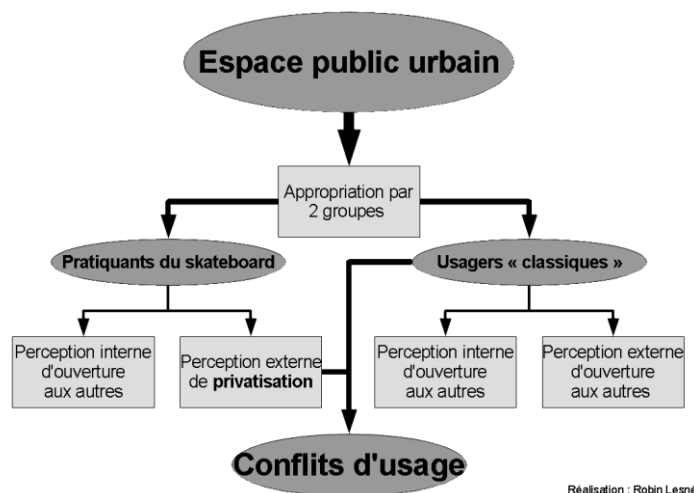 Espace public urbain
Appropriation par
2 groupes
Pratiquants du skateboard
Usagers « classiques »
Perception interne
d'ouverture
aux autres
Perception externe
de privatisation
Perception interne
d'ouverture
aux autres
Perception externe
d'ouverture
aux autres
Conflits d'usage
Réalisation : Robin Lesné